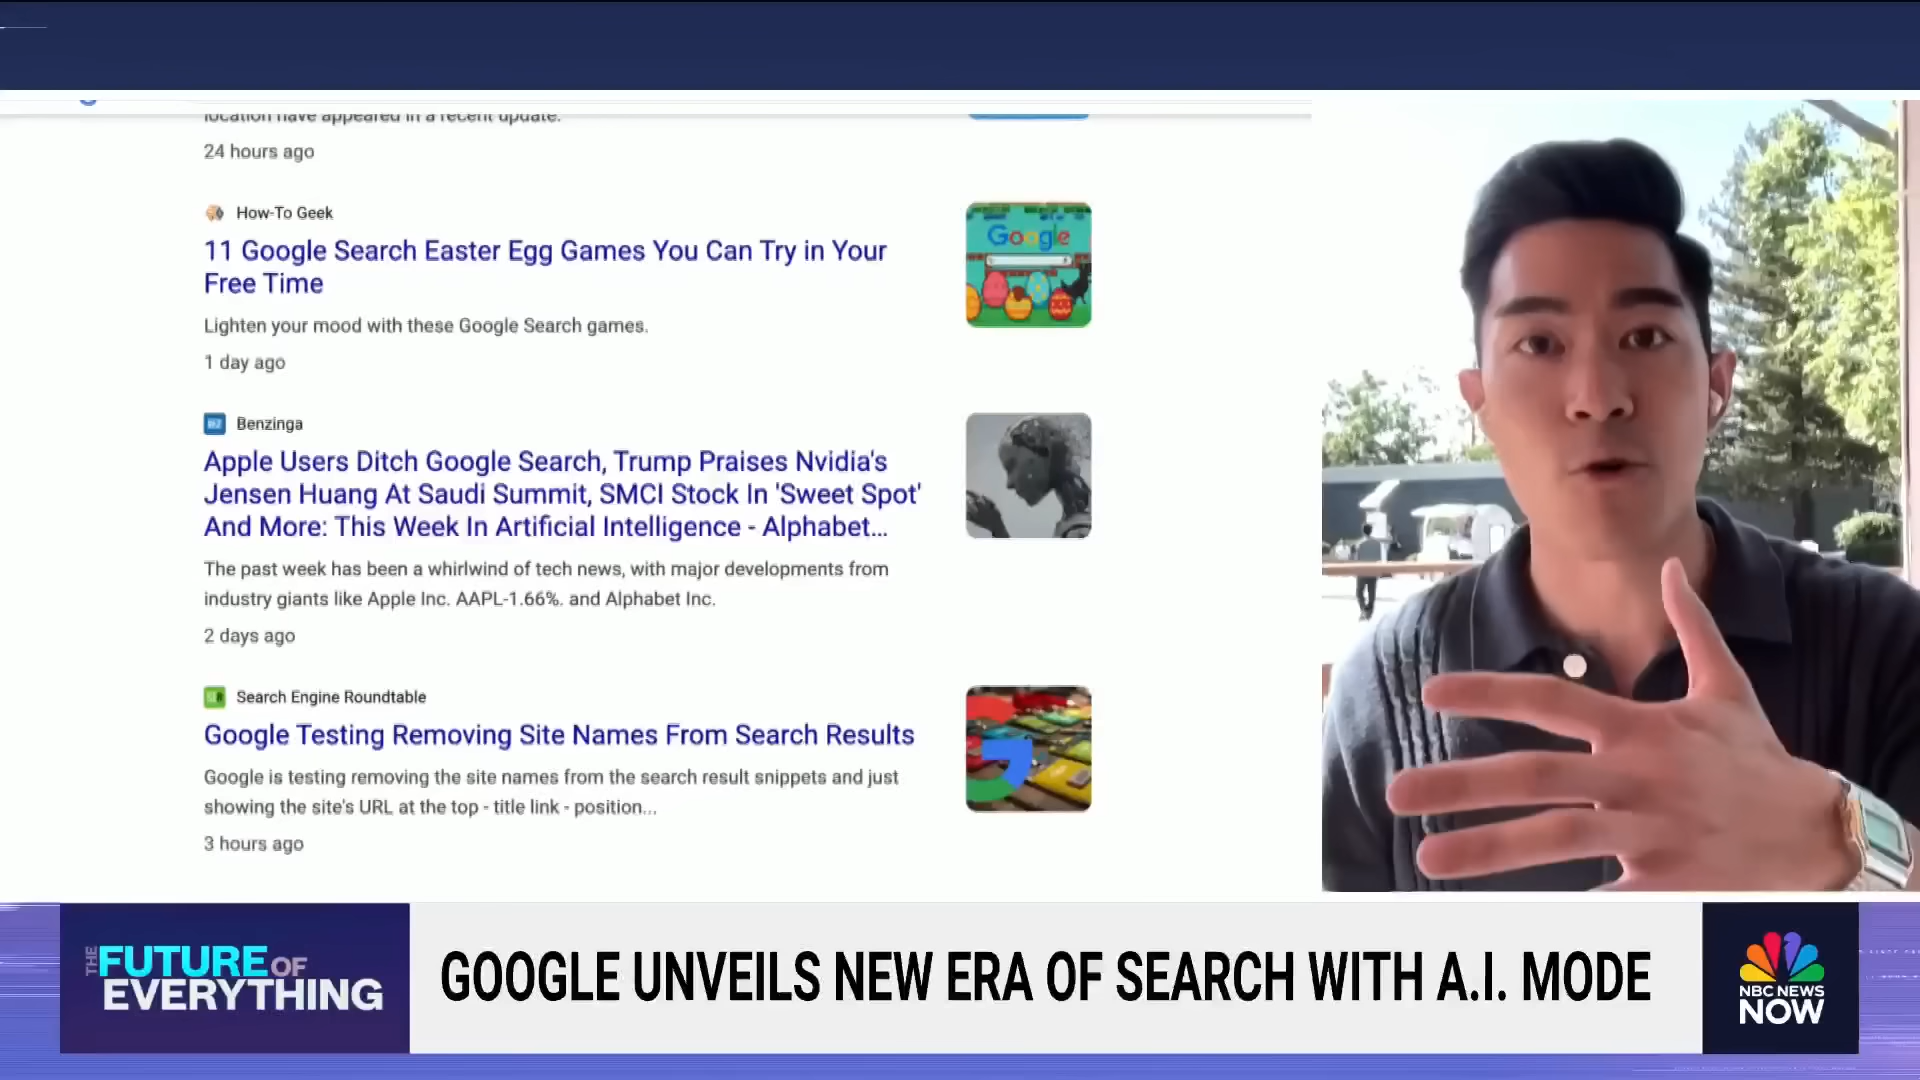 location have appeared in a recent update.
24 hours ago
How-To Geek
11 Google Search Easter Egg Games You Can Try in Your
Free Time
Google
Lighten your mood with these Google Search games.
1 day ago
Benzinga
Apple Users Ditch Google Search, Trump Praises Nvidia's
Jensen Huang At Saudi Summit, SMCI Stock In 'Sweet Spot'
And More: This Week In Artificial Intelligence - Alphabet...
The past week has been a whirlwind of tech news, with major developments from
industry giants like Apple Inc. AAPL-1.66%. and Alphabet Inc.
2 days ago
Search Engine Roundtable
Google Testing Removing Site Names From Search Results
Google is testing removing the site names from the search result snippets and just
showing the site's URL at the top - title link - position...
3 hours ago
THE FUTURE OF
EVERYTHING
GOOGLE UNVEILS NEW ERA OF SEARCH WITH A.I. MODE
NBC NEWS
NOW